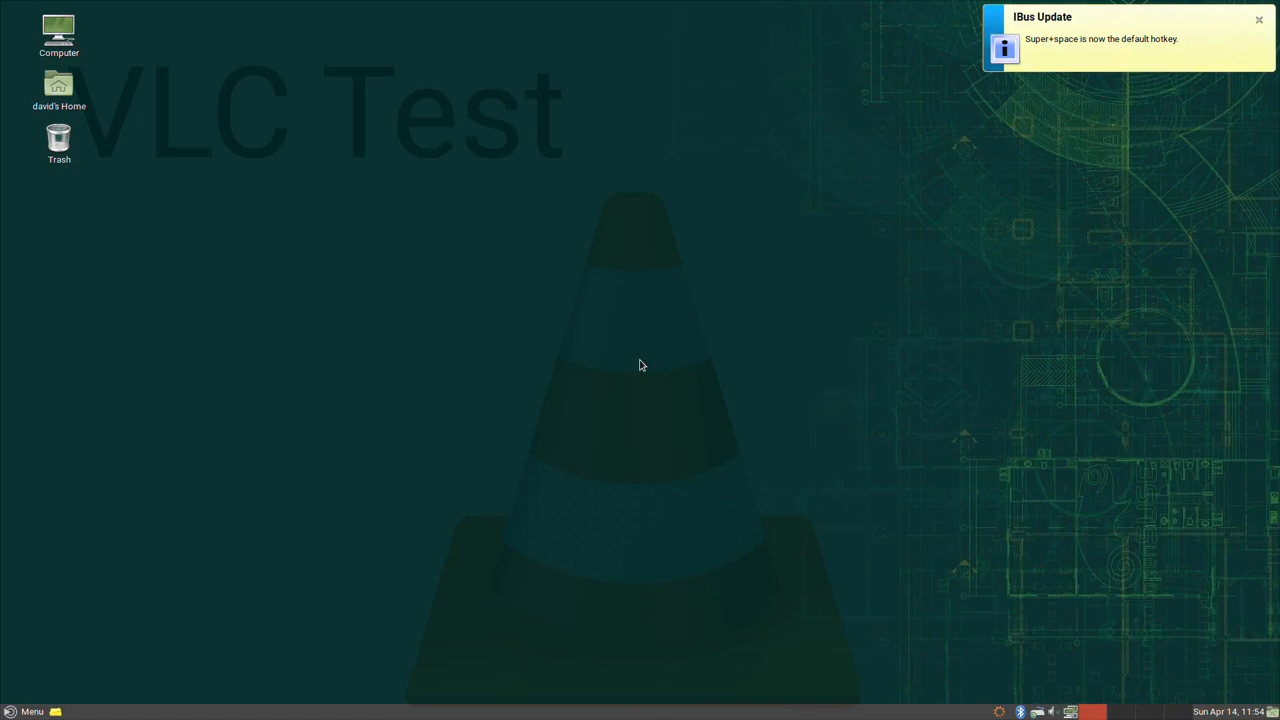 IBus Update
Super+space is now the default hotkey.
Computer
david's Home
Trash
VLC Test
Menu
Sun Apr 14, 11:54